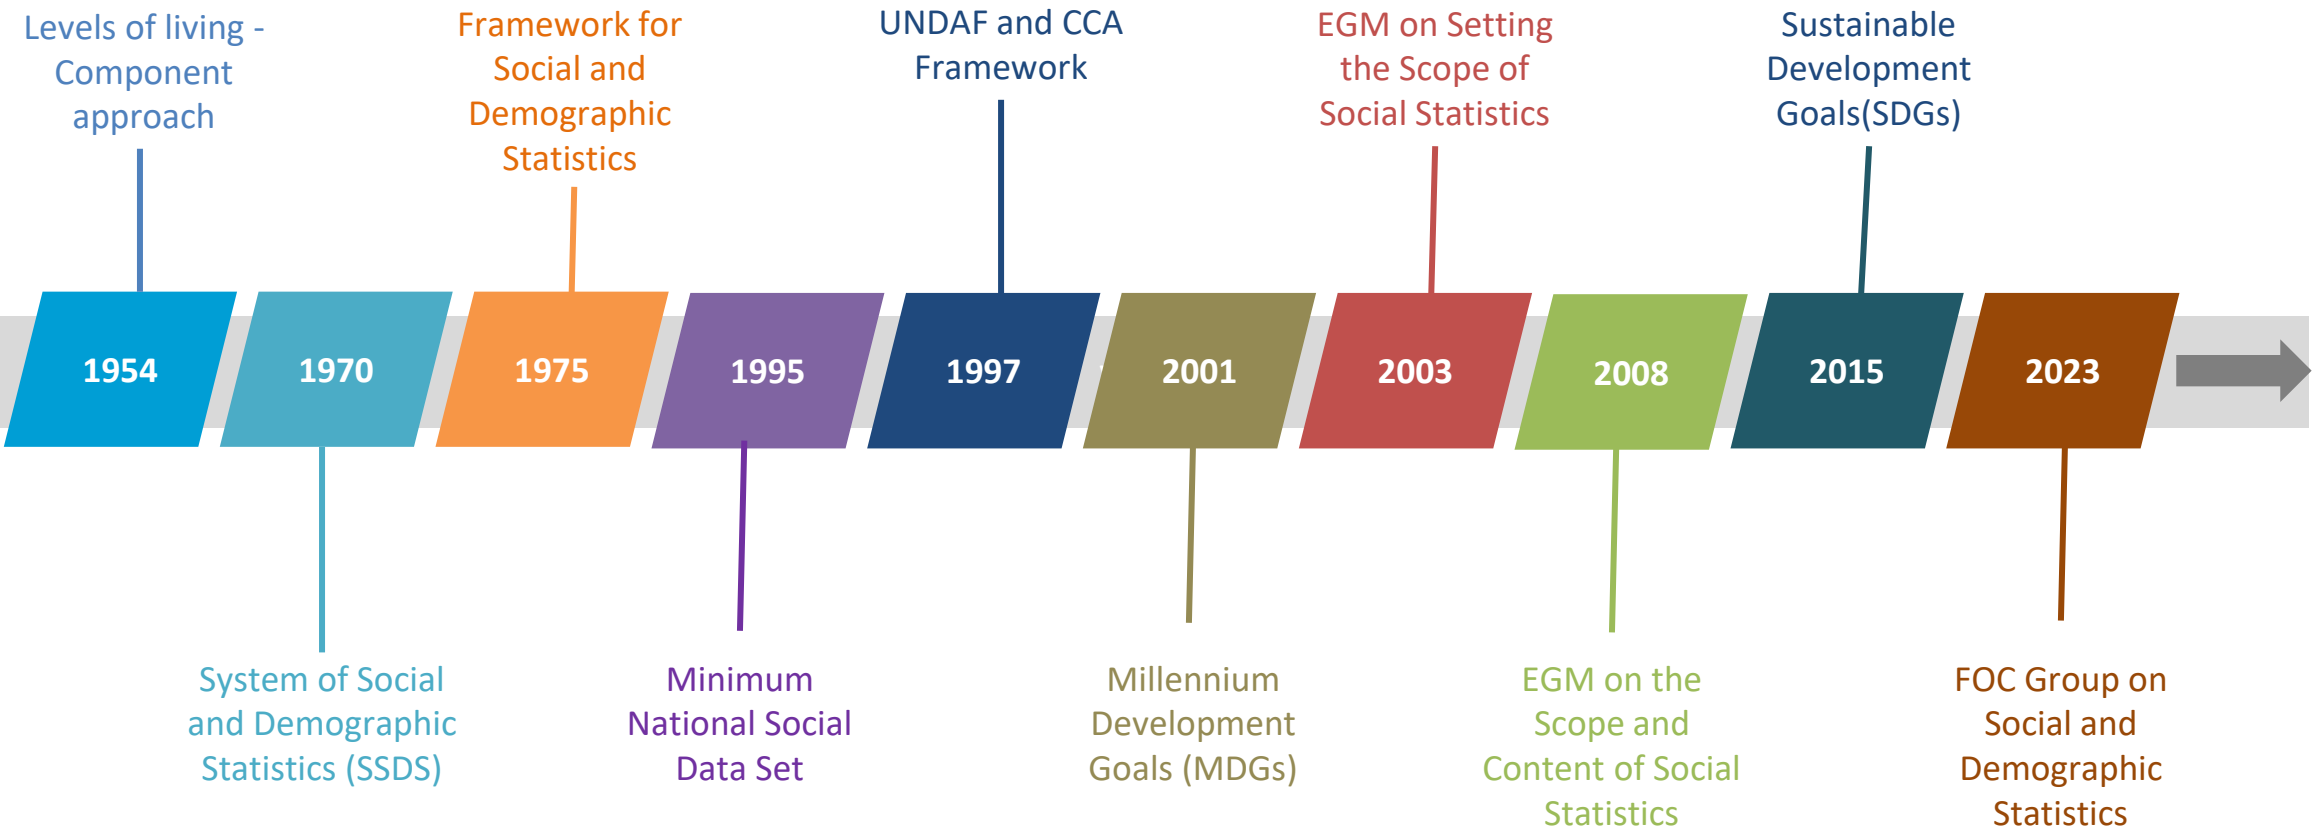 Levels of living -
Component
approach
Framework for
Social and
Demographic
Statistics
UNDAF and CCA
Framework
EGM on Setting
the Scope of
Social Statistics
Sustainable
Development
Goals(SDGs)
1954
1970
1975
1995
1997
2001
2003
2008
2015
2023
System of Social
and Demographic
Statistics (SSDS)
Minimum
National Social
Data Set
Millennium
Development
Goals (MDGs)
EGM on the
Scope and
Content of Social
Statistics
FOC Group on
Social and
Demographic
Statistics